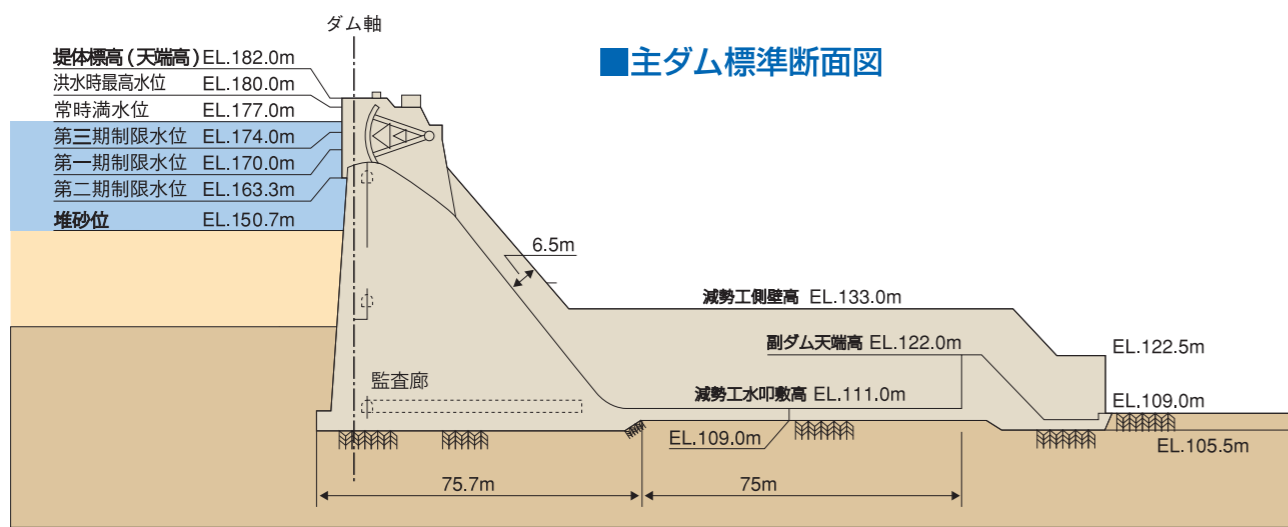 ダム軸
■主ダム標準断面図
堤体標高(天端高) EL.182.0m
洪水時最高水位 EL.180.0m
常時満水位 EL.177.0m
第三期制限水位 EL.174.0m
第一期制限水位 EL.170.0m
第二期制限水位 EL.163.3m
堆砂位 EL.150.7m
6.5m
減勢工側壁高 EL.133.0m
副ダム天端高 EL.122.0m
EL.122.5m
監査廊
減勢工水叩敷高 EL.111.0m
EL.109.0m
EL.109.0m
EL.105.5m
75.7m
75m